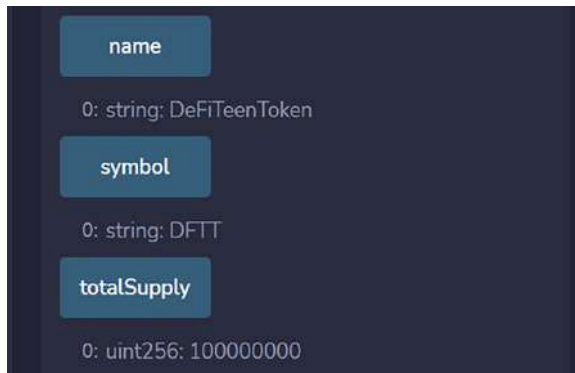 name
0: string: DeFiTeenToken
symbol
0: string: DFTT
totalSupply
0: uint256: 100000000